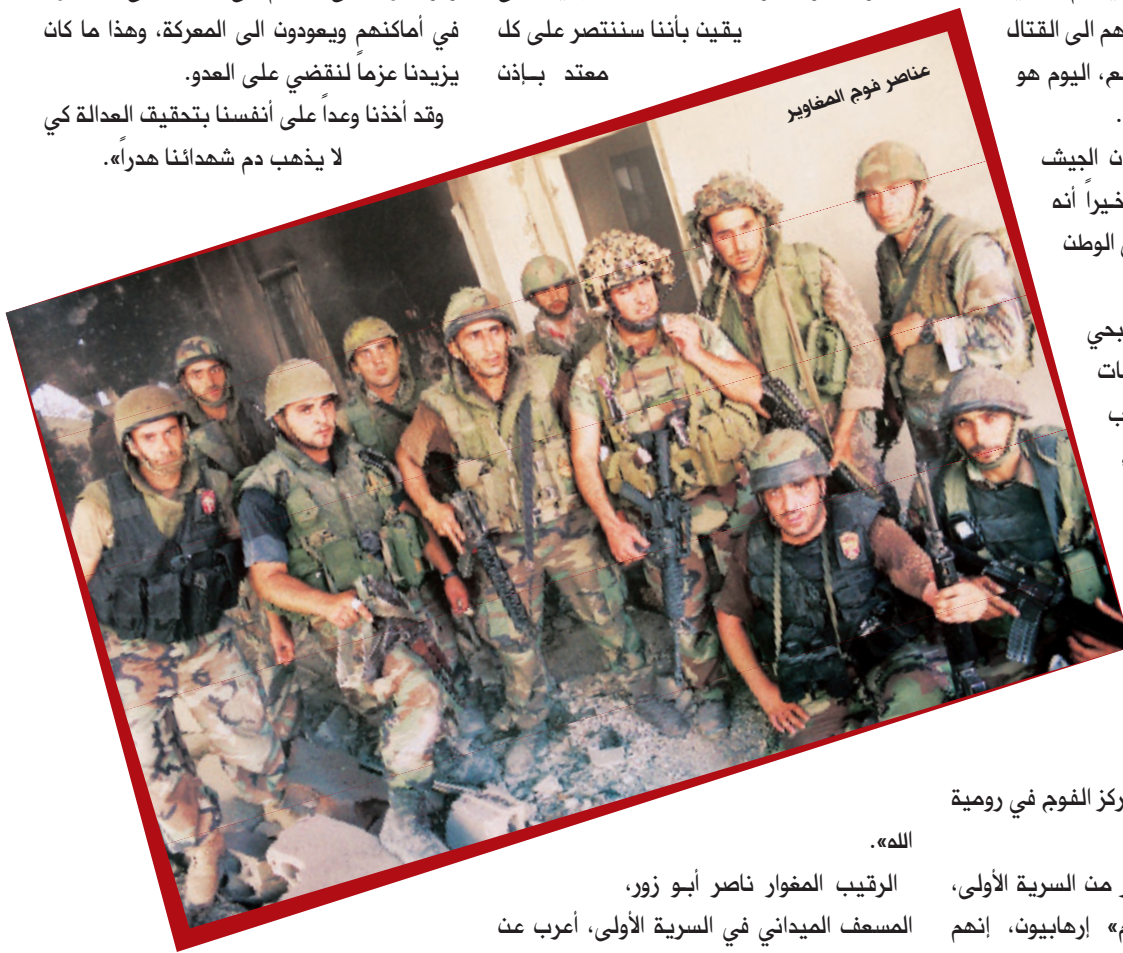 هم الى القتال
ع، اليوم هو
.
ن الجيش
خيراً أنه
الوطن
بحي
ات
ب
ركز الفوج في رومية
ر من السرية الأولى،
م» إرهابيون، إنهم
يقين بأننا سننتصر على كل
معتد بـإذن
الله».
الرقيب المغوار ناصر أبـو زور،
المسعف الميداني في السرية الأولى، أعرب عن
في أماكنهم ويعودون الى المعركة، وهذا ما كان
يزيدنا عزماً لنقضي على العدو.
وقد أخذنا وعداً على أنفسنا بتحقيق العدالة كي
لا يذهب دم شهدائنا هدراً».
عناصر فوج المغاوير